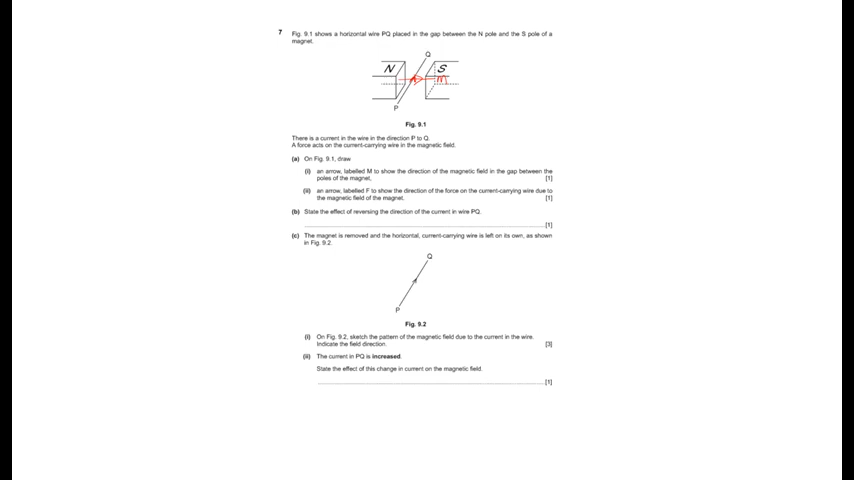 7 Fig. 9.1 shows a horizontal wire PQ placed in the gap between the N pole and the S pole of a
magnet.
Q
N S
M
P
Fig. 9.1
There is a current in the wire in the direction P to Q.
A force acts on the current-carrying wire in the magnetic field.
(a) On Fig. 9.1, draw
(i) an arrow, labelled M to show the direction of the magnetic field in the gap between the
poles of the magnet, [1]
(ii) an arrow, labelled F to show the direction of the force on the current-carrying wire due to
the magnetic field of the magnet. [1]
(b) State the effect of reversing the direction of the current in wire PQ.
[1]
(c) The magnet is removed and the horizontal, current-carrying wire is left on its own, as shown
in Fig. 9.2.
Q
P
Fig. 9.2
(i) On Fig. 9.2, sketch the pattern of the magnetic field due to the current in the wire.
Indicate the field direction. [3]
(ii) The current in PQ is increased.
State the effect of this change in current on the magnetic field.
[1]